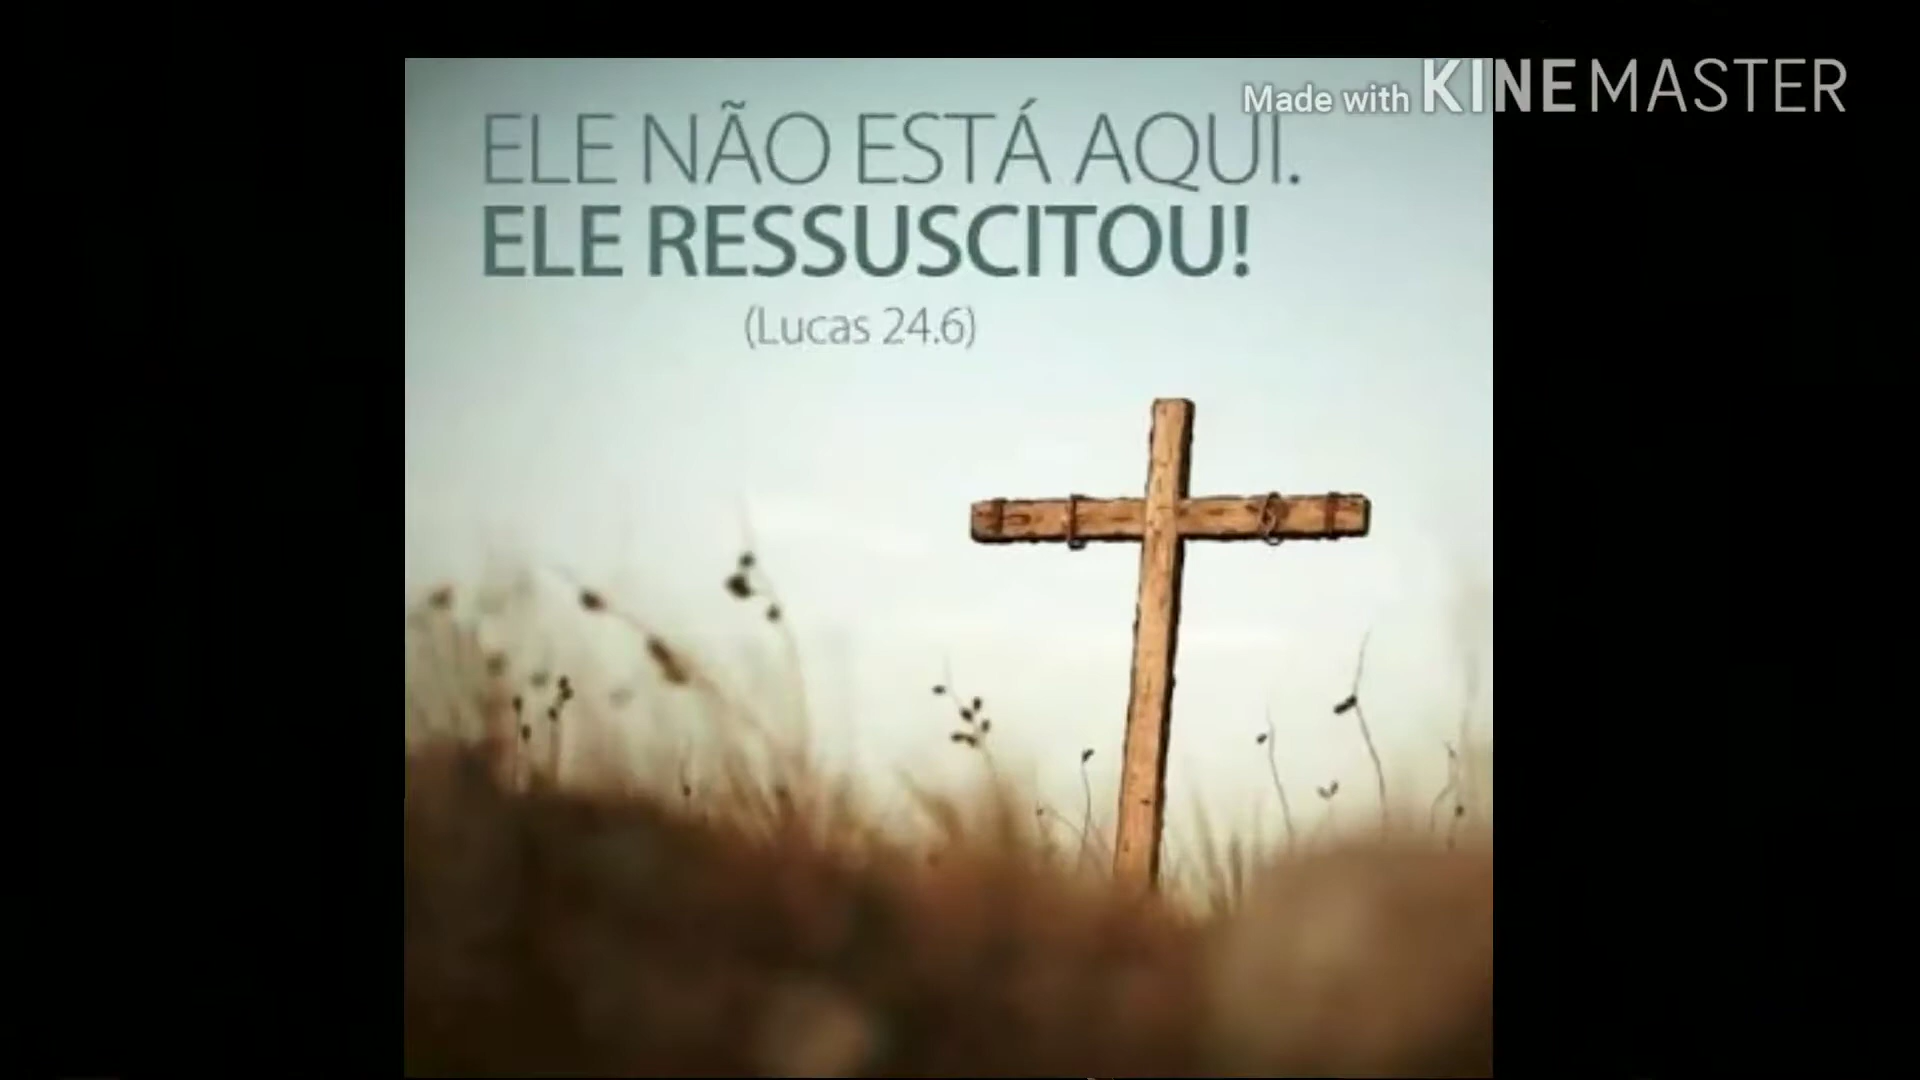 Made with KINEMASTER
ELE NÃO ESTÁ AQUI.
ELE RESSUSCITOU!
(Lucas 24.6)